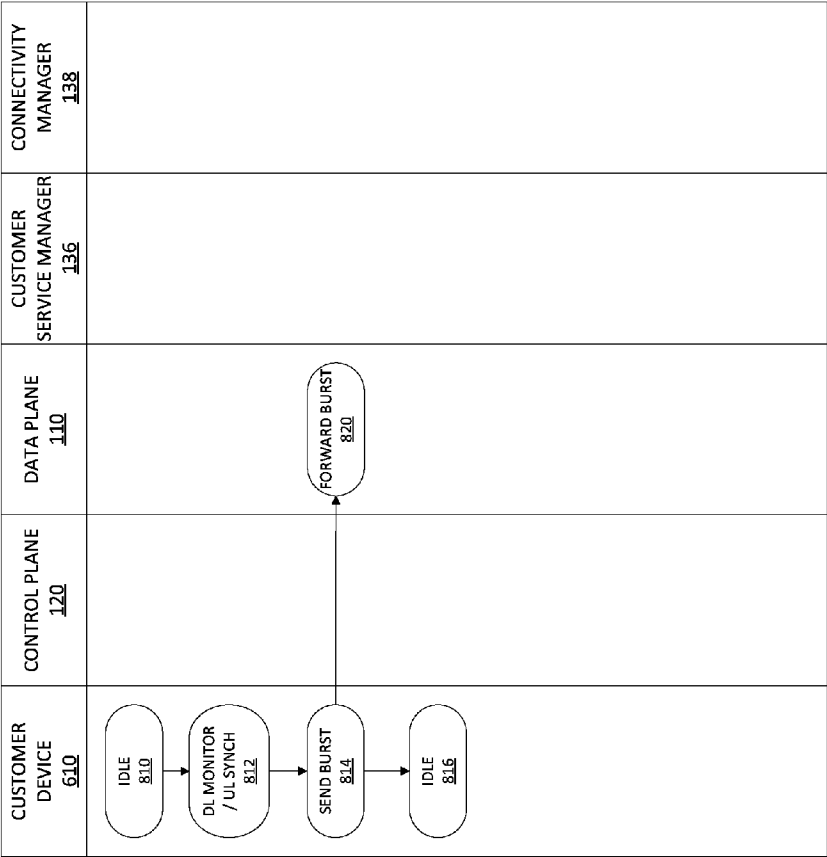 CUSTOMER
DEVICE
610
CONTROL PLANE
120
DATA PLANE
110
CUSTOMER
SERVICE MANAGER
136
CONNECTIVITY
MANAGER
138
IDLE
810
DL MONITOR
/ UL SYNCH
812
SEND BURST
814
IDLE
816
FORWARD BURST
820